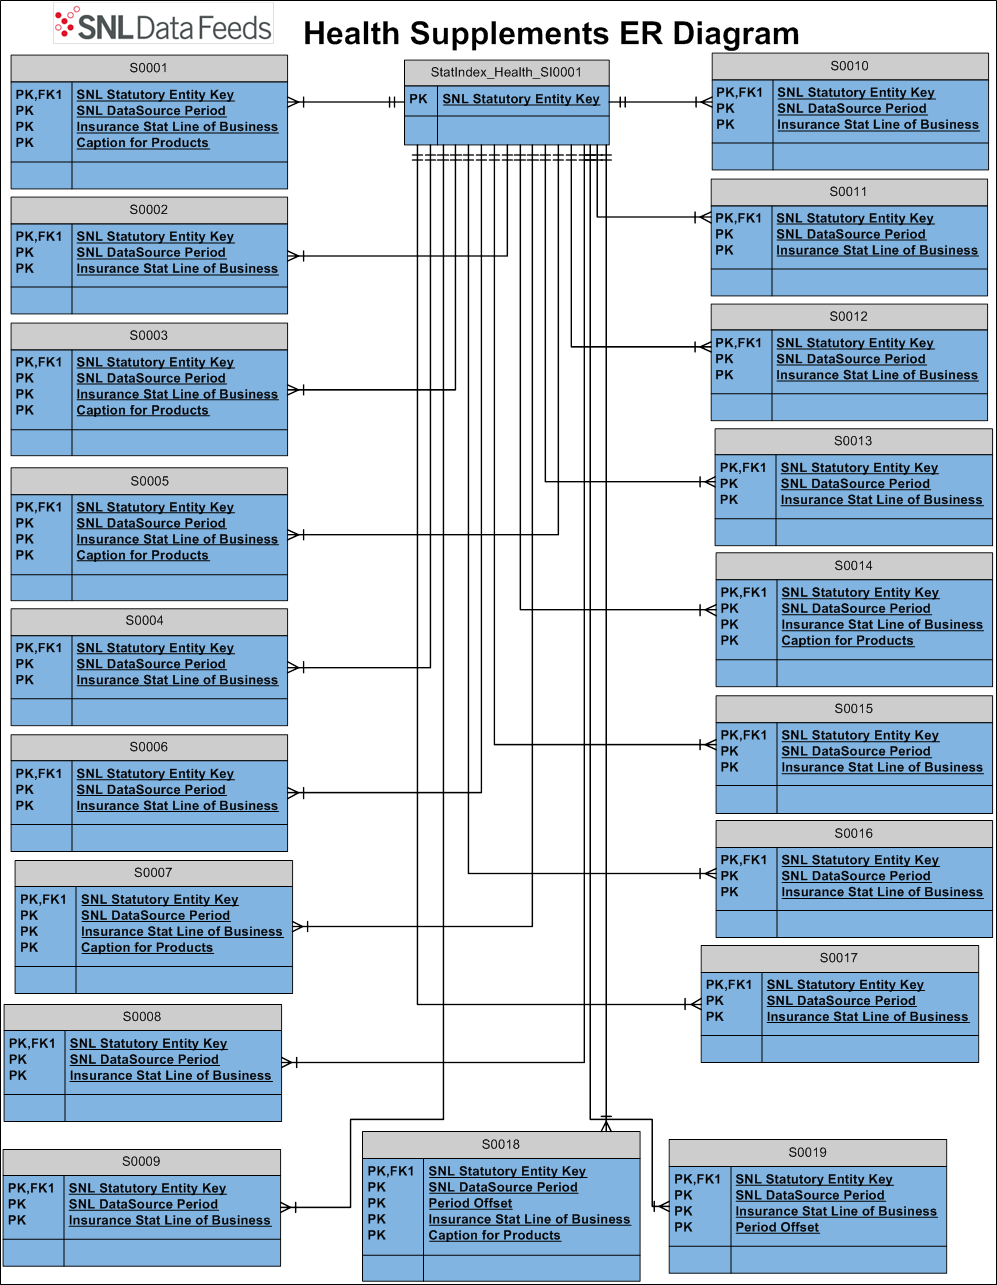 SNL Data Feeds
Health Supplements ER Diagram
S0001
PK,FK1 SNL Statutory Entity Key
PK SNL DataSource Period
PK Insurance Stat Line of Business
PK Caption for Products
S0002
PK,FK1 SNL Statutory Entity Key
PK SNL DataSource Period
PK Insurance Stat Line of Business
S0003
PK,FK1 SNL Statutory Entity Key
PK SNL DataSource Period
PK Insurance Stat Line of Business
PK Caption for Products
S0005
PK,FK1 SNL Statutory Entity Key
PK SNL DataSource Period
PK Insurance Stat Line of Business
PK Caption for Products
S0004
PK,FK1 SNL Statutory Entity Key
PK SNL DataSource Period
PK Insurance Stat Line of Business
S0006
PK,FK1 SNL Statutory Entity Key
PK SNL DataSource Period
PK Insurance Stat Line of Business
S0007
PK,FK1 SNL Statutory Entity Key
PK SNL DataSource Period
PK Insurance Stat Line of Business
PK Caption for Products
S0008
PK,FK1 SNL Statutory Entity Key
PK SNL DataSource Period
PK Insurance Stat Line of Business
S0009
PK,FK1 SNL Statutory Entity Key
PK SNL DataSource Period
PK Insurance Stat Line of Business
StatIndex_Health_SI0001
PK SNL Statutory Entity Key
S0018
PK,FK1 SNL Statutory Entity Key
PK SNL DataSource Period
PK Period Offset
PK Insurance Stat Line of Business
PK Caption for Products
S0010
PK,FK1 SNL Statutory Entity Key
PK SNL DataSource Period
PK Insurance Stat Line of Business
S0011
PK,FK1 SNL Statutory Entity Key
PK SNL DataSource Period
PK Insurance Stat Line of Business
S0012
PK,FK1 SNL Statutory Entity Key
PK SNL DataSource Period
PK Insurance Stat Line of Business
S0013
PK,FK1 SNL Statutory Entity Key
PK SNL DataSource Period
PK Insurance Stat Line of Business
S0014
PK,FK1 SNL Statutory Entity Key
PK SNL DataSource Period
PK Insurance Stat Line of Business
PK Caption for Products
S0015
PK,FK1 SNL Statutory Entity Key
PK SNL DataSource Period
PK Insurance Stat Line of Business
S0016
PK,FK1 SNL Statutory Entity Key
PK SNL DataSource Period
PK Insurance Stat Line of Business
S0017
PK,FK1 SNL Statutory Entity Key
PK SNL DataSource Period
PK Insurance Stat Line of Business
S0019
PK,FK1 SNL Statutory Entity Key
PK SNL DataSource Period
PK Insurance Stat Line of Business
PK Period Offset